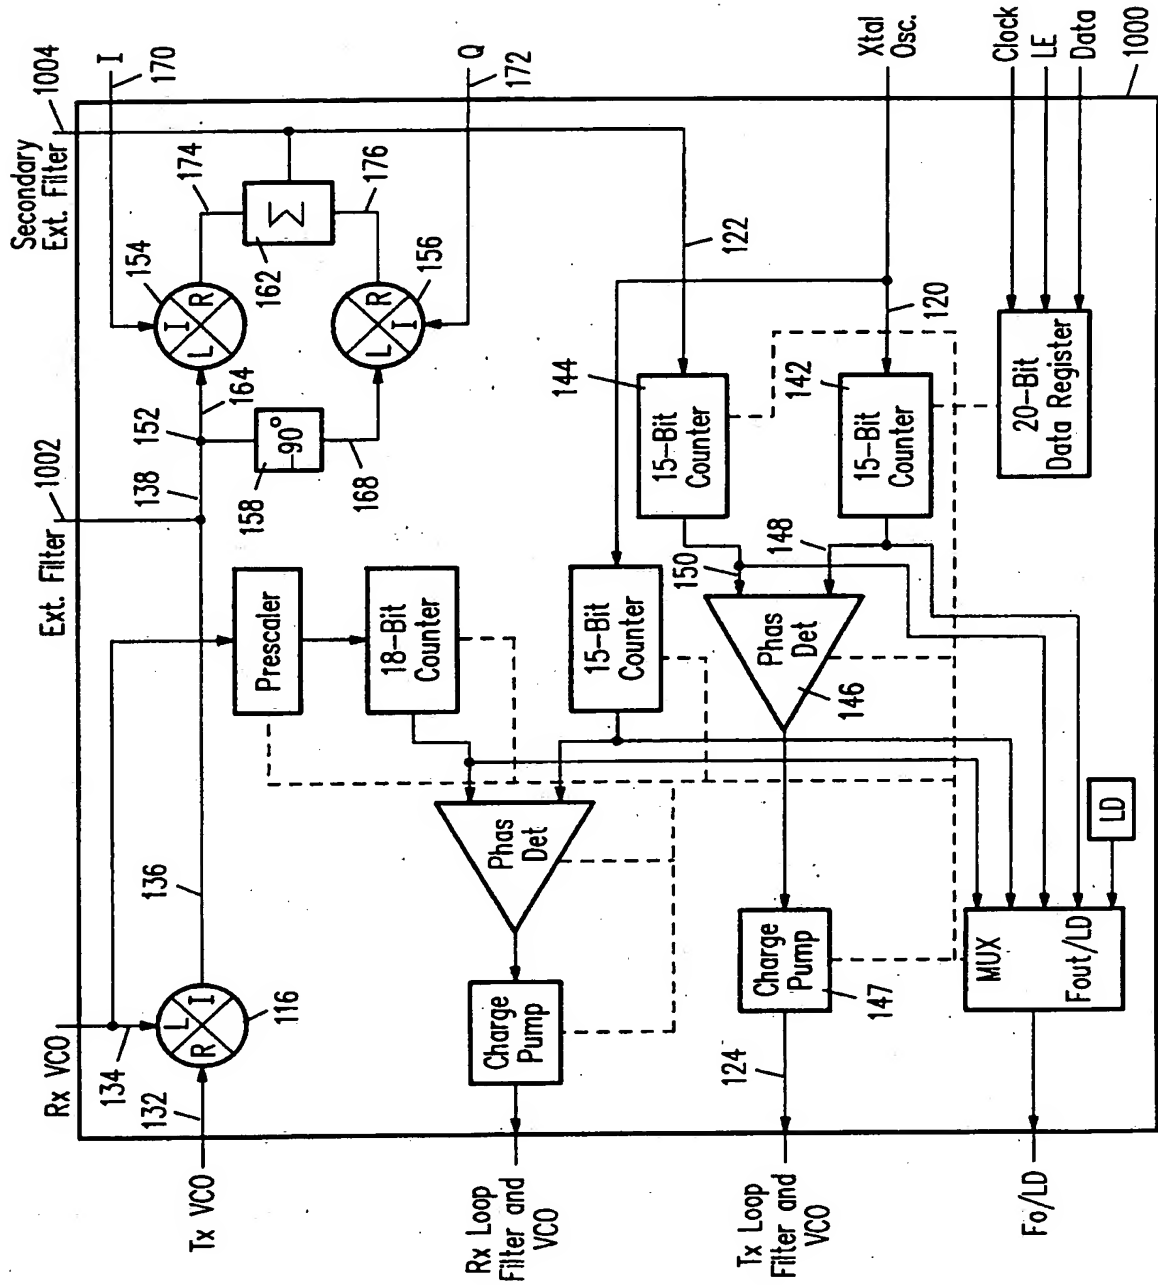 Secondary
Ext. Filter
1004
I
170
Q
172
Xtal
Osc.
Clock
LE
Data
1000
Ext. Filter
1002
138
152
164
154
L
I
R
174
Σ
162
176
156
L
I
R
-90°
158
168
122
120
144
15-Bit
Counter
142
15-Bit
Counter
20-Bit
Data Register
Prescaler
18-Bit
Counter
15-Bit
Counter
150
148
Phas
Det
146
Phas
Det
136
Rx VCO
134
132
L
R
I
116
Tx VCO
Charge
Pump
Rx Loop
Filter and
VCO
Charge
Pump
147
124
Tx Loop
Filter and
VCO
LD
MUX
Fout/LD
Fo/LD